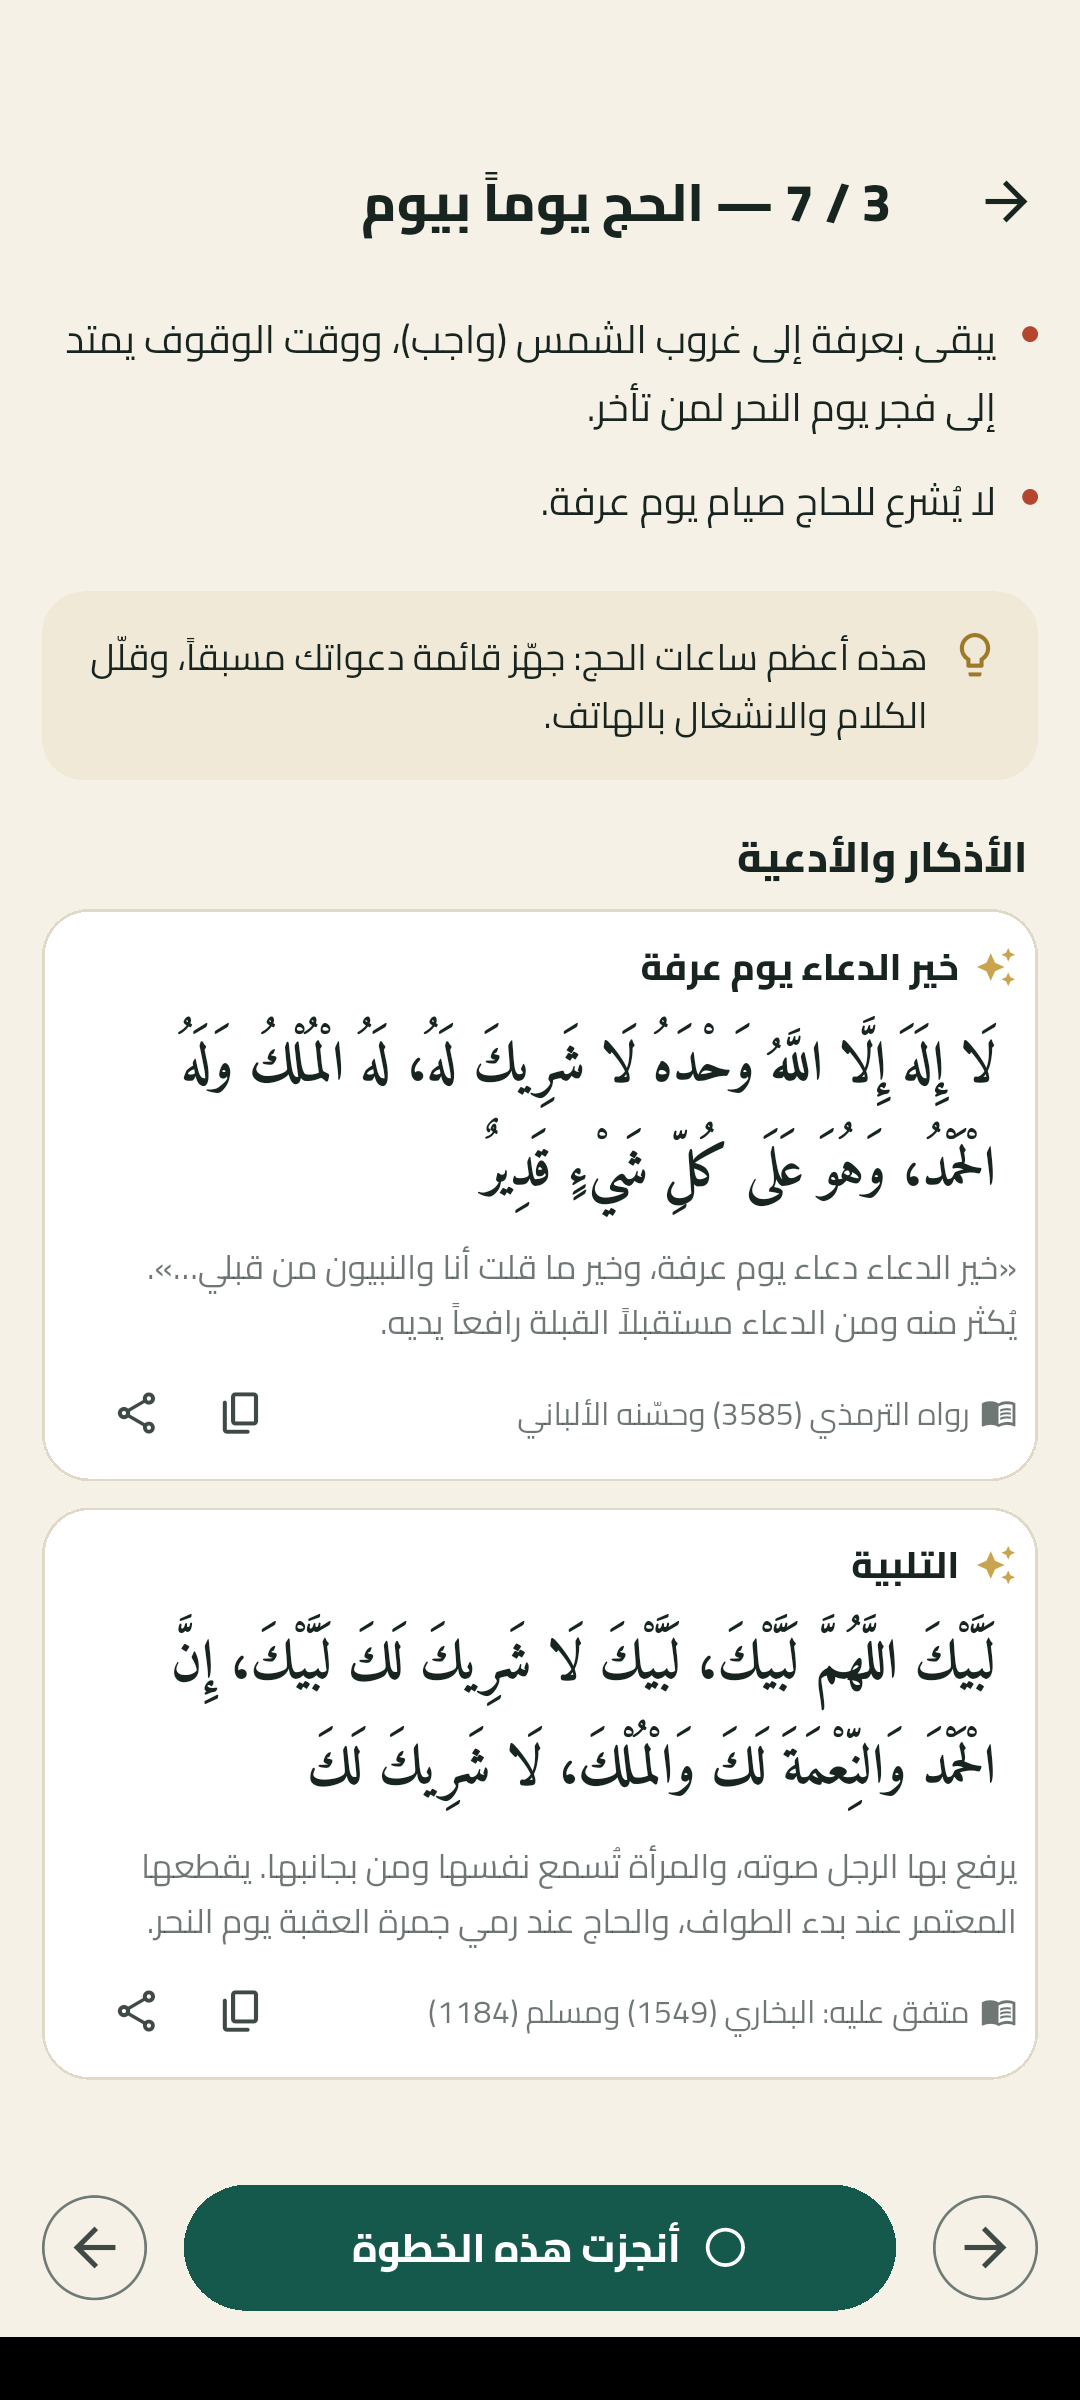 الحج يوماً بيوم — 7 / 3
يبقى بعرفة إلى غروب الشمس (واجب)، ووقت الوقوف يمتد
إلى فجر يوم النحر لمن تأخر.
لا يُشرع للحاج صيام يوم عرفة.
هذه أعظم ساعات الحج: جهّز قائمة دعواتك مسبقاً، وقلّل
الكلام والانشغال بالهاتف.
الأذكار والأدعية
خير الدعاء يوم عرفة
لَا إِلَهَ إِلَّا اللَّهُ وَحْدَهُ لَا شَرِيكَ لَهُ، لَهُ الْمُلْكُ وَلَهُ
الْحَمْدُ، وَهُوَ عَلَى كُلِّ شَيْءٍ قَدِيرٌ
«خير الدعاء دعاء يوم عرفة، وخير ما قلت أنا والنبيون من قبلي...».
يُكثر منه ومن الدعاء مستقبلاً القبلة رافعاً يديه.
رواه الترمذي (3585) وحسّنه الألباني
التلبية
لَبَّيْكَ اللَّهُمَّ لَبَّيْكَ، لَبَّيْكَ لَا شَرِيكَ لَكَ لَبَّيْكَ، إِنَّ
الْحَمْدَ وَالنِّعْمَةَ لَكَ وَالْمُلْكَ، لَا شَرِيكَ لَكَ
يرفع بها الرجل صوته، والمرأة تُسمع نفسها ومن بجانبها. يقطعها
المعتمر عند بدء الطواف، والحاج عند رمي جمرة العقبة يوم النحر.
متفق عليه: البخاري (1549) ومسلم (1184)
أنجزت هذه الخطوة